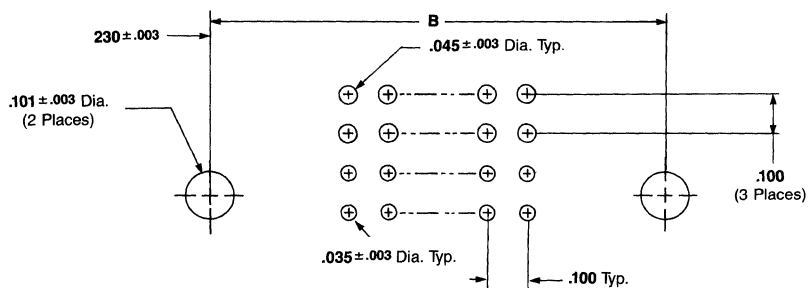 B
230 ± .003
.045 ± .003 Dia. Typ.
.101 ± .003 Dia.
(2 Places)
.100
(3 Places)
.035 ± .003 Dia. Typ.
.100 Typ.